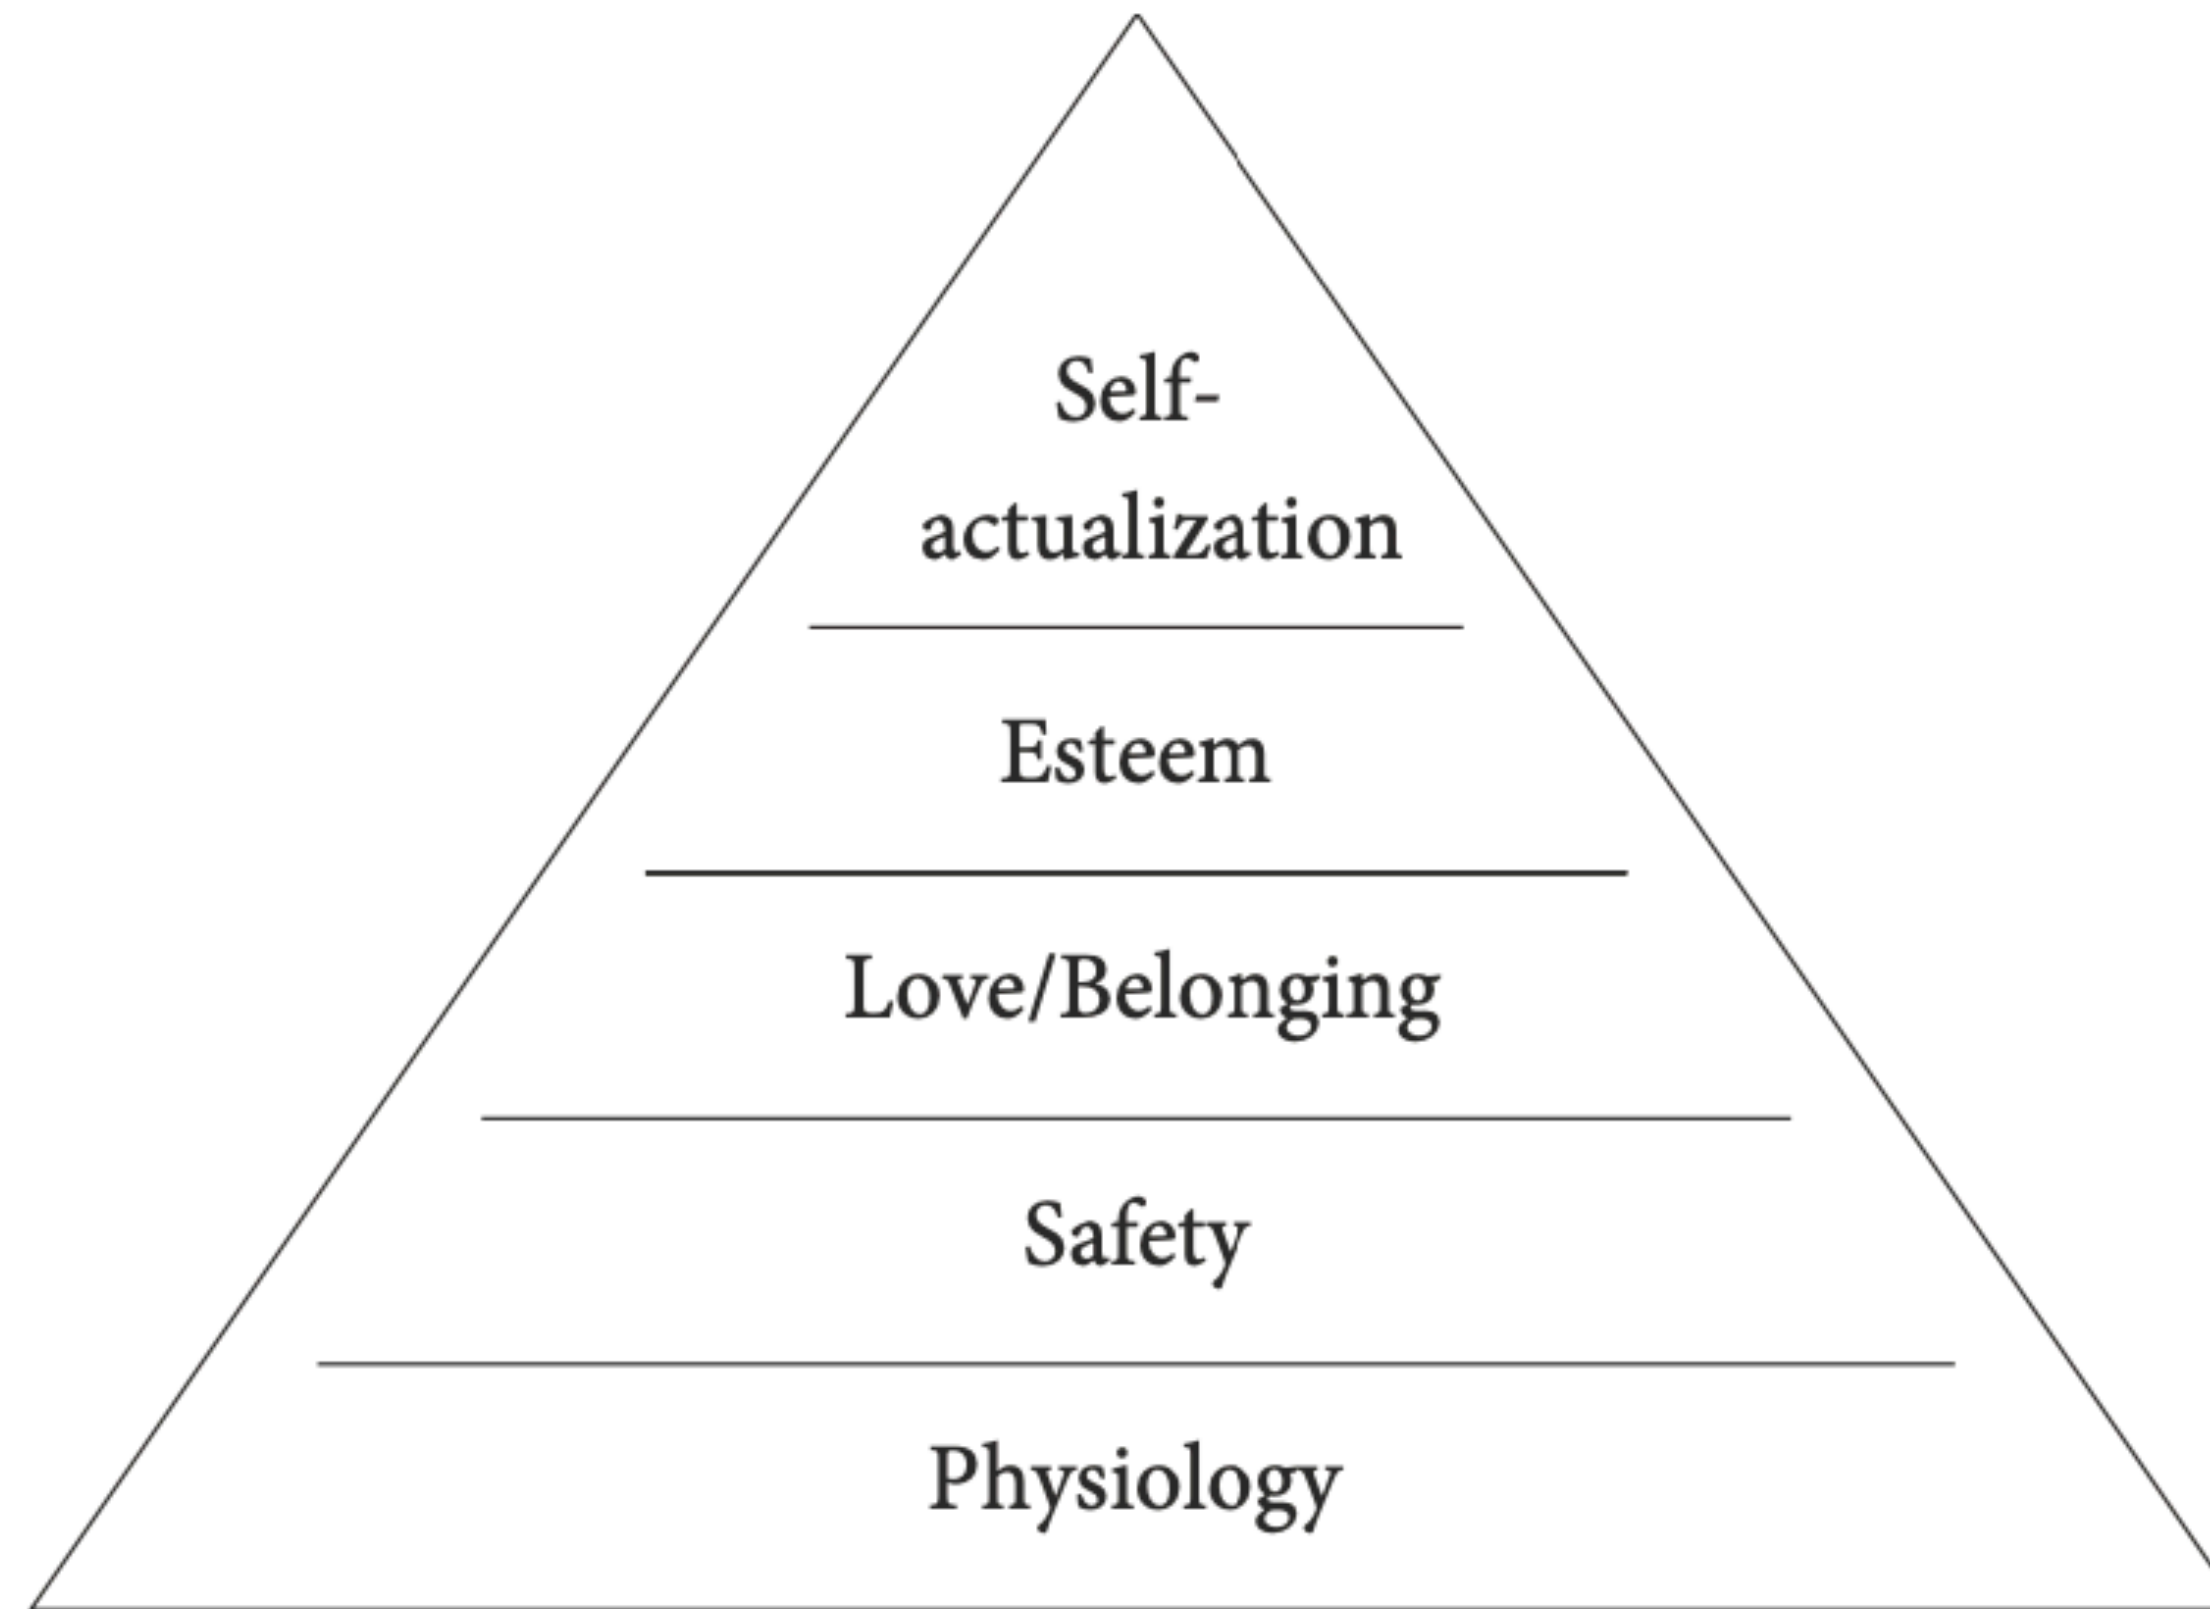 Self-
actualization
Esteem
Love/Belonging
Safety
Physiology